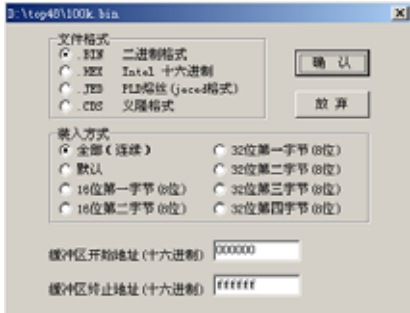 D:\top48\100k.bin
文件格式
.BIN 二进制格式
.HEX Intel 十六进制
.JED PLD熔丝(jeced格式)
.CDS 义隆格式
确 认
放 弃
装入方式
全部(连续)
32位第一字节(8位)
默认
32位第二字节(8位)
16位第一字节(8位)
32位第三字节(8位)
16位第二字节(8位)
32位第四字节(8位)
缓冲区开始地址(十六进制) 000000
缓冲区终止地址(十六进制) ffffff